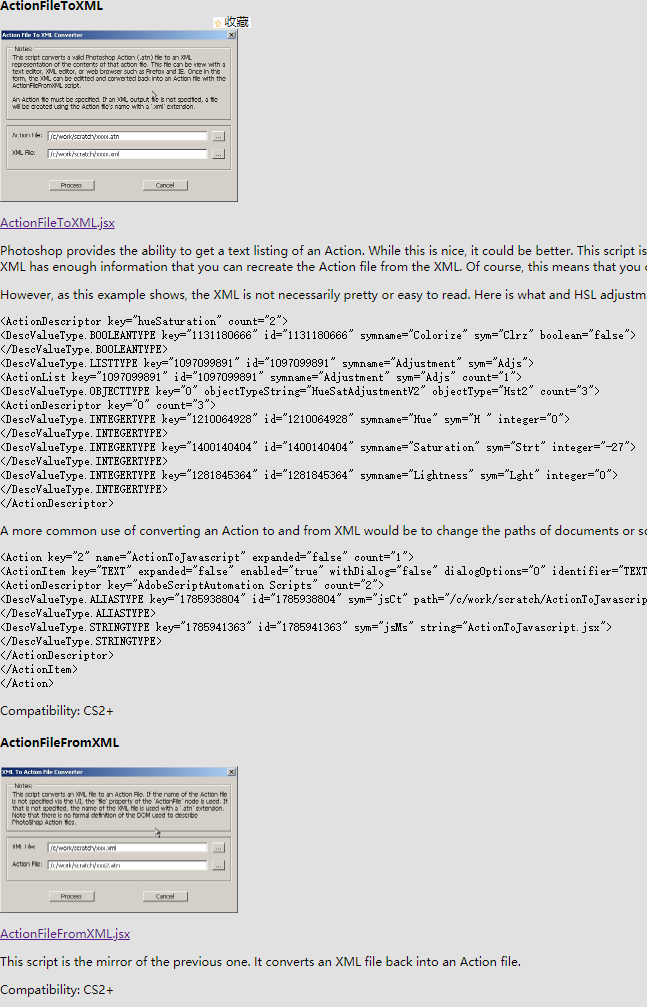 ActionFileToXML
收藏
Action File To XML Converter
Notes:
This script converts a valid Photoshop Action (.atn) file to an XML
representation of the contents of that action file. This file can be view with a
text editor, XML editor, or web browser such as Firefox and IE. Once in this
form, the XML can be editted and converted back into an Action file with the
ActionFileFromXML script.
An Action file must be specified. If an XML output file is not specified, a file
will be created using the Action file's name with a '.xml' extension.
Action File: /c/work/scratch/xxxx.atn ...
XML File: /c/work/scratch/xxxx.xml ...
Process Cancel
ActionFileToXML.jsx
Photoshop provides the ability to get a text listing of an Action. While this is nice, it could be better. This script is
XML has enough information that you can recreate the Action file from the XML. Of course, this means that you
However, as this example shows, the XML is not necessarily pretty or easy to read. Here is what and HSL adjustm
<ActionDescriptor key="hueSaturation" count="2">
<DescValueType.BOOLEANTYPE key="1131180666" id="1131180666" symname="Colorize" sym="Clrz" boolean="false">
</DescValueType.BOOLEANTYPE>
<DescValueType.LISTTYPE key="1097099891" id="1097099891" symname="Adjustment" sym="Adjs">
<ActionList key="1097099891" id="1097099891" symname="Adjustment" sym="Adjs" count="1">
<DescValueType.OBJECTTYPE key="0" objectTypeString="HueSatAdjustmentV2" objectType="Hst2" count="3">
<ActionDescriptor key="0" count="3">
<DescValueType.INTEGERTYPE key="1210064928" id="1210064928" symname="Hue" sym="H " integer="0">
</DescValueType.INTEGERTYPE>
<DescValueType.INTEGERTYPE key="1400140404" id="1400140404" symname="Saturation" sym="Strt" integer="-27">
</DescValueType.INTEGERTYPE>
<DescValueType.INTEGERTYPE key="1281845364" id="1281845364" symname="Lightness" sym="Lght" integer="0">
</DescValueType.INTEGERTYPE>
</ActionDescriptor>
A more common use of converting an Action to and from XML would be to change the paths of documents or so
<Action key="2" name="ActionToJavascript" expanded="false" count="1">
<ActionItem key="TEXT" expanded="false" enabled="true" withDialog="false" dialogOptions="0" identifier="TEXT
<ActionDescriptor key="AdobeScriptAutomation Scripts" count="2">
<DescValueType.ALIASTYPE key="1785938804" id="1785938804" sym="jsCt" path="/c/work/scratch/ActionToJavascrip
</DescValueType.ALIASTYPE>
<DescValueType.STRINGTYPE key="1785941363" id="1785941363" sym="jsMs" string="ActionToJavascript.jsx">
</DescValueType.STRINGTYPE>
</ActionDescriptor>
</ActionItem>
</Action>
Compatibility: CS2+
ActionFileFromXML
XML To Action File Converter
Notes:
This script converts an XML file to an Action File. If the name of the Action file
is not specified via the UI, the 'file' property of the 'ActionFile' node is used. If
that is not specified, the name of the XML file is used with a '.atn' extension.
Note that there is no formal definition of the DOM used to describe
PhotoShop Action files.
XML File: /c/work/scratch/xxx.xml ...
Action File: /c/work/scratch/xxx2.atn ...
Process Cancel
ActionFileFromXML.jsx
This script is the mirror of the previous one. It converts an XML file back into an Action file.
Compatibility: CS2+